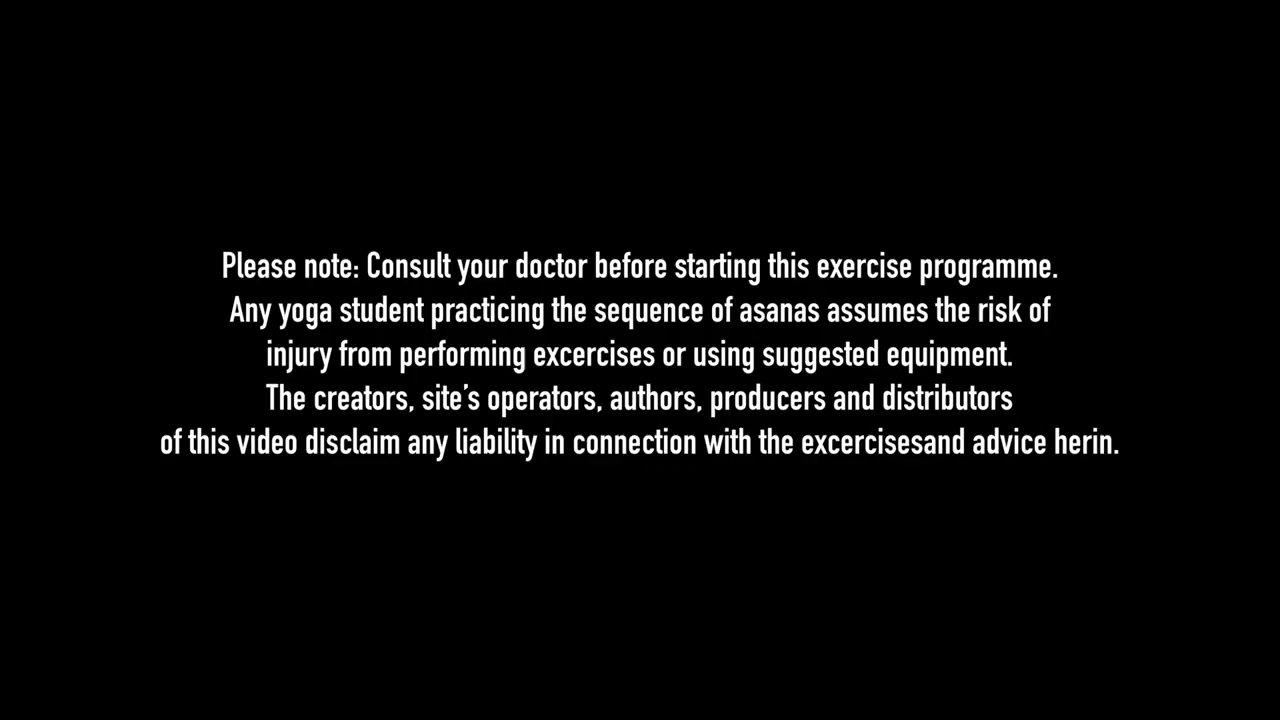 Please note: Consult your doctor before starting this exercise programme.
Any yoga student practicing the sequence of asanas assumes the risk of
injury from performing excercises or using suggested equipment.
The creators, site’s operators, authors, producers and distributors
of this video disclaim any liability in connection with the excercisesand advice herin.